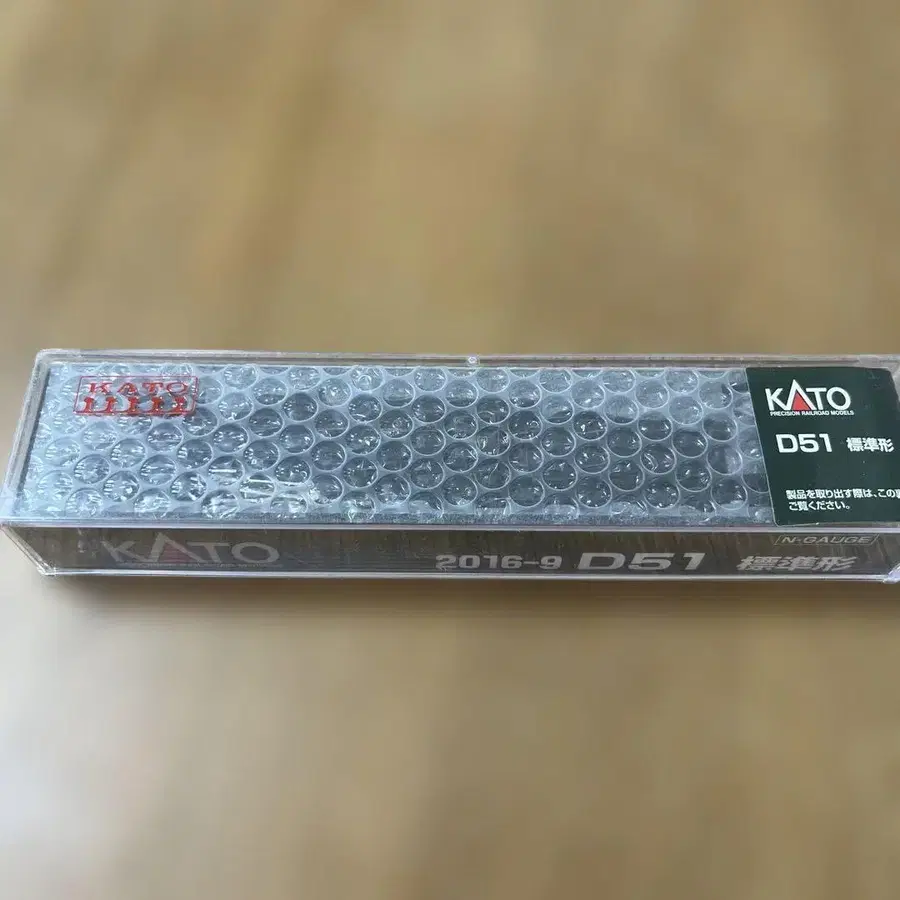 KATO
KATO
PRECISION RAILROAD MODELS
D51 標準形
製品を取り出す際は、この裏
ご覧ください。
N-GAUGE
KATO
2016-9 D51 標準形